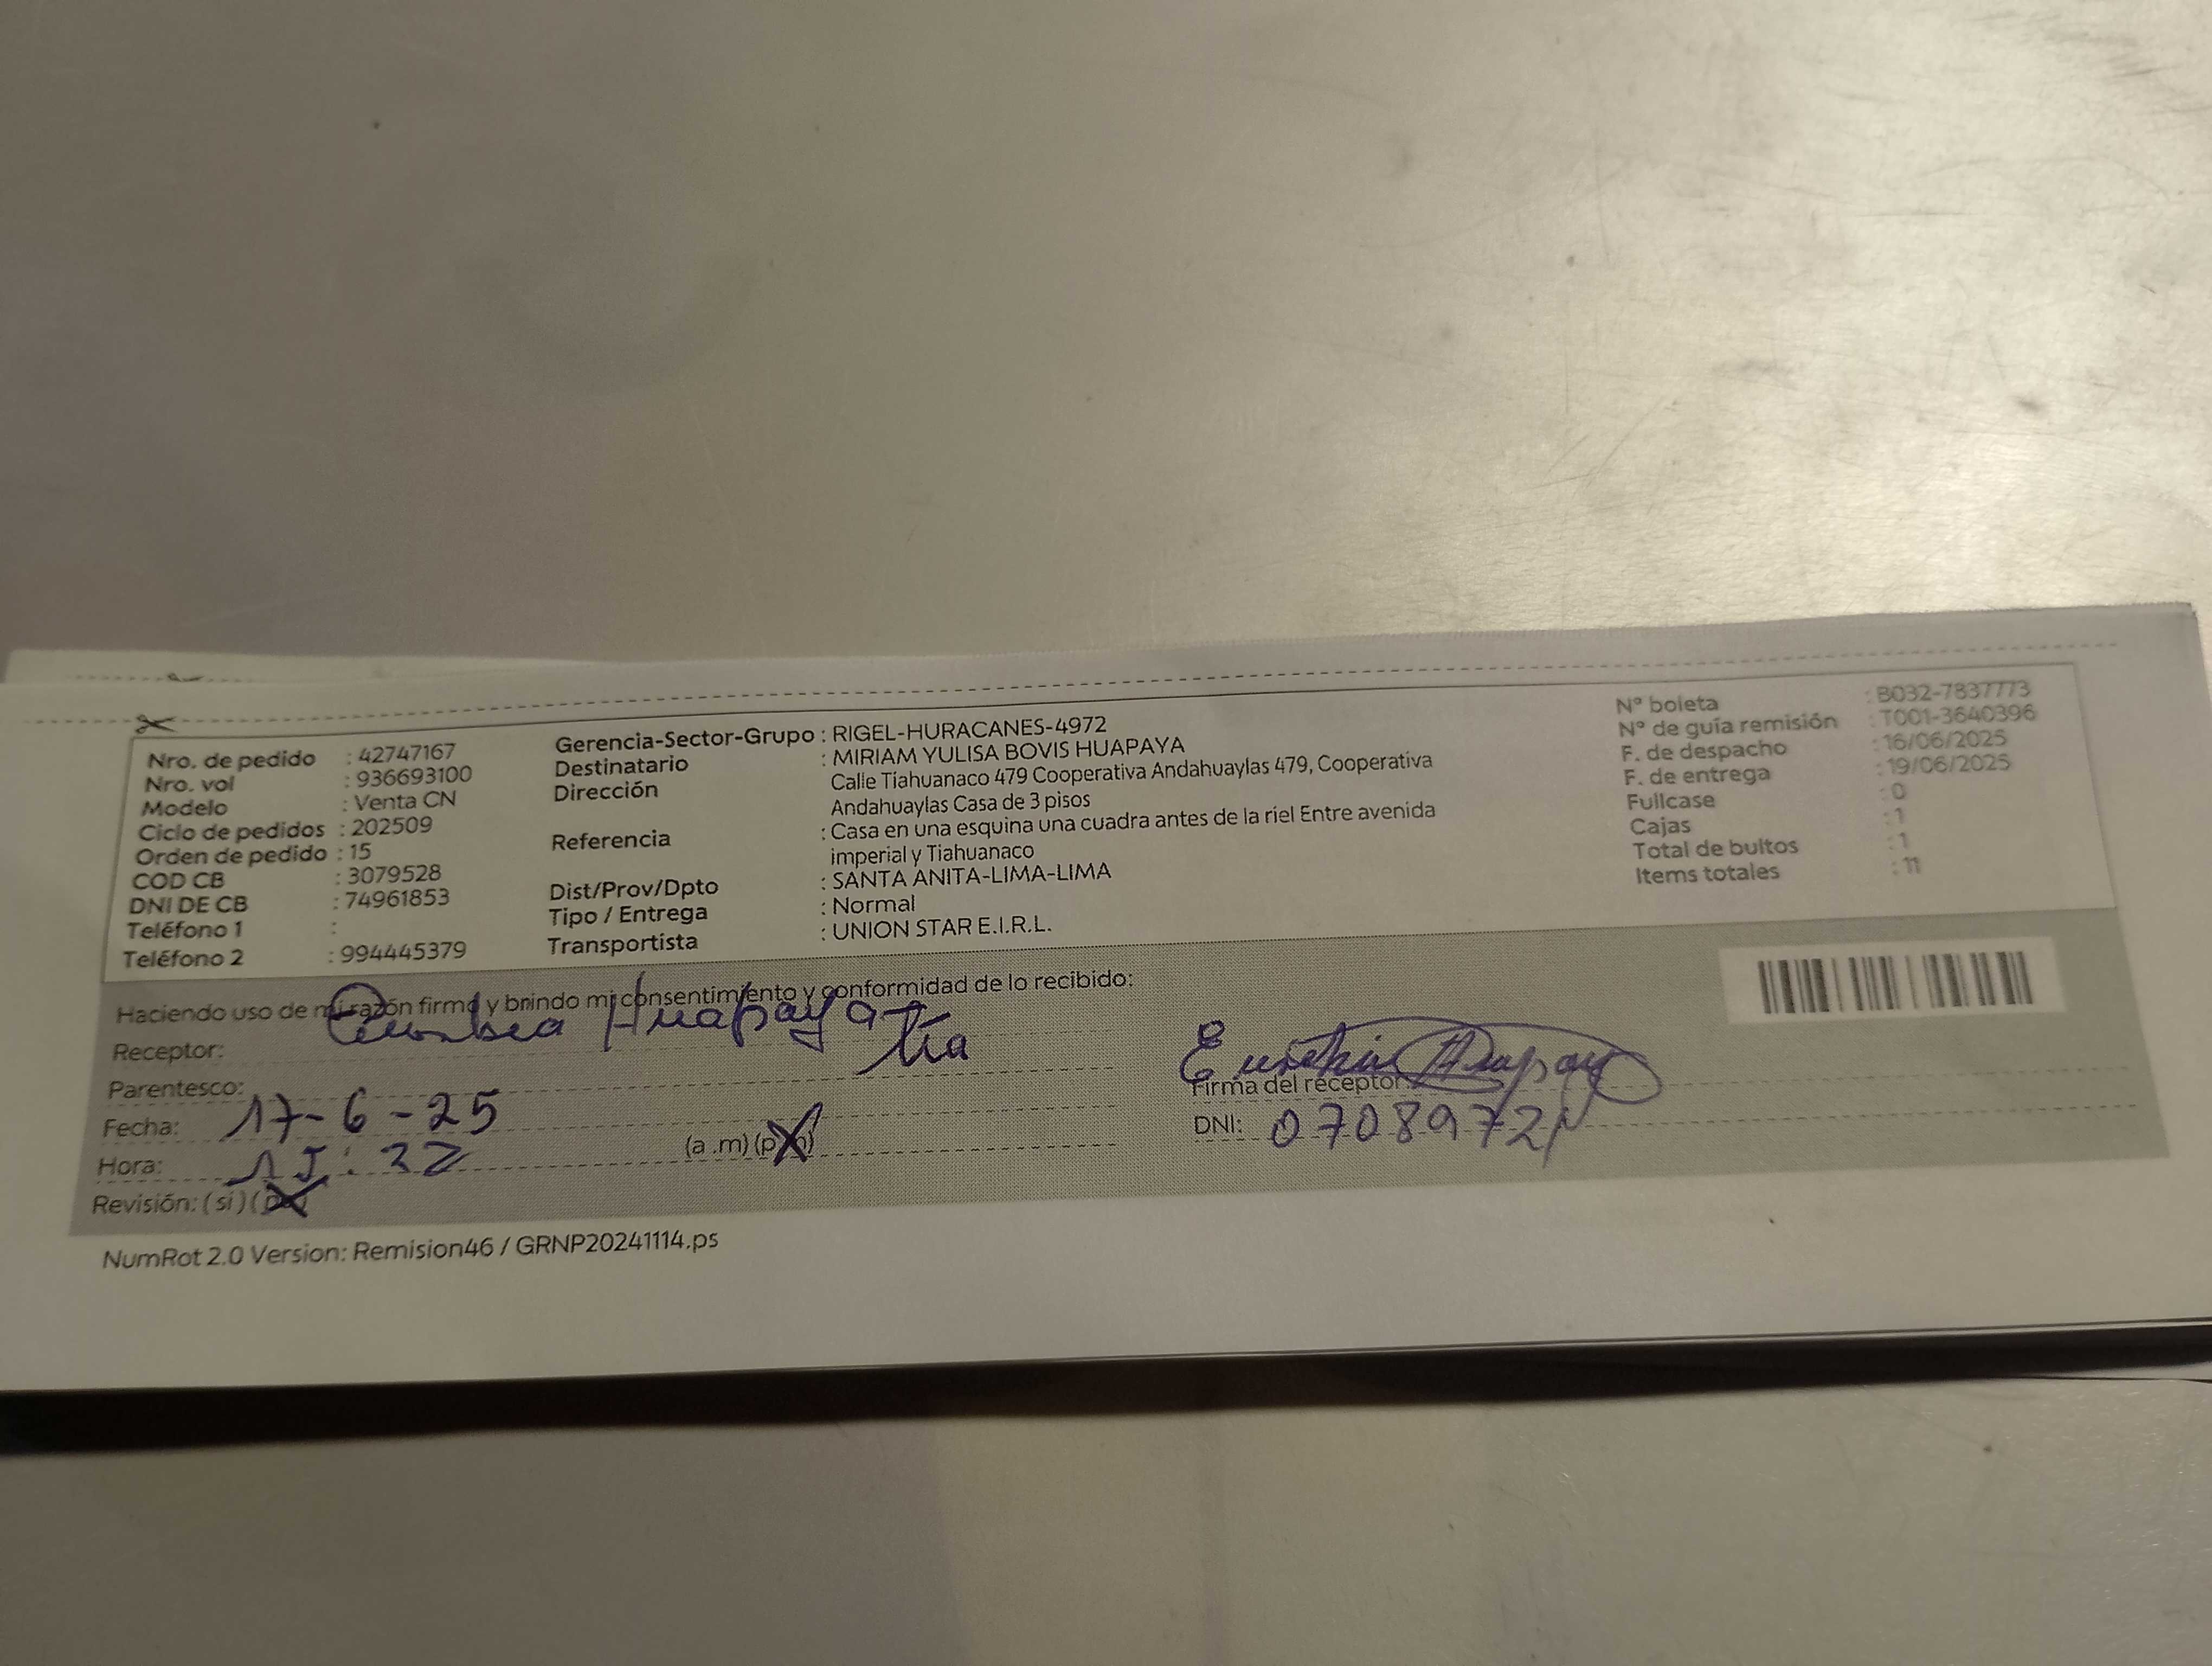 Nro. de pedido : 42747167
Nro. vol : 936693100
Modelo : Venta CN
Ciclo de pedidos : 202509
Orden de pedido : 15
COD CB : 3079528
DNI DE CB : 74961853
Teléfono 1 :
Teléfono 2 : 994445379
Gerencia-Sector-Grupo : RIGEL-HURACANES-4972
Destinatario : MIRIAM YULISA BOVIS HUAPAYA
Dirección Calle Tiahuanaco 479 Cooperativa Andahuaylas 479, Cooperativa
Andahuaylas Casa de 3 pisos
Referencia : Casa en una esquina una cuadra antes de la riel Entre avenida
imperial y Tiahuanaco
Dist/Prov/Dpto : SANTA ANITA-LIMA-LIMA
Tipo / Entrega : Normal
Transportista : UNION STAR E.I.R.L.
N° boleta : B032-7837773
N° de guía remisión : T001-3640396
F. de despacho : 16/06/2025
F. de entrega : 19/06/2025
Fullcase : 0
Cajas : 1
Total de bultos : 1
Items totales : 11
Haciendo uso de mi razón firmo y brindo mi consentimiento y conformidad de lo recibido:
Receptor: Huapaya
Parentesco: tía
Fecha: 17-6-25
Hora: (a.m) (p.m)
Revisión: (si) (no)
Huapay
Firma del receptor
DNI:
NumRot 2.0 Version: Remision46 / GRNP20241114.ps